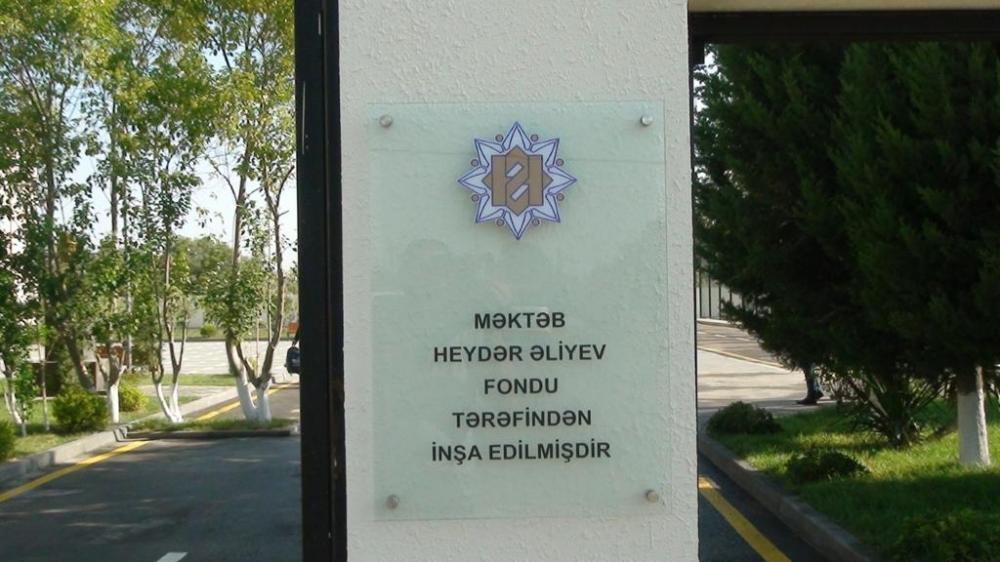 MƏKTƏB
HEYDƏR ƏLİYEV
FONDU
TƏRƏFİNDƏN
İNŞA EDİLMİŞDİR